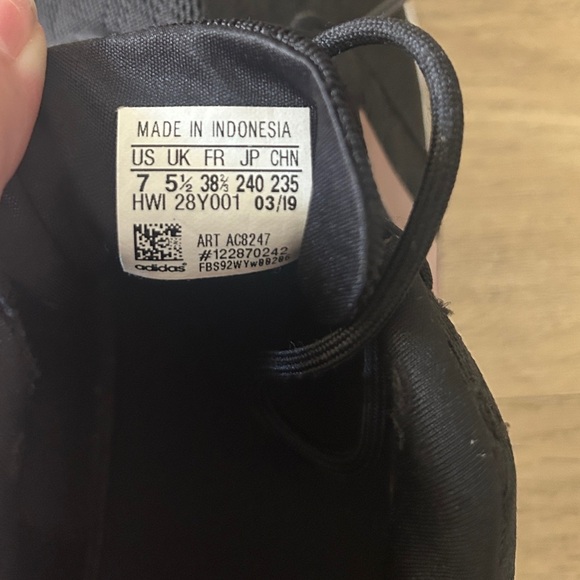 MADE IN INDONESIA
US UK FR JP CHN
7 5½ 38⅔ 240 235
HWI 28Y001 03/19
ART AC8247
#122870242
adidas